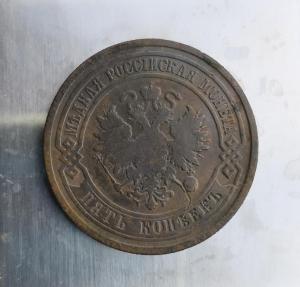 МѢДНАЯ РОССІЙСКАЯ МОНЕТА
ПЯТЬ КОПѢЕКЪ